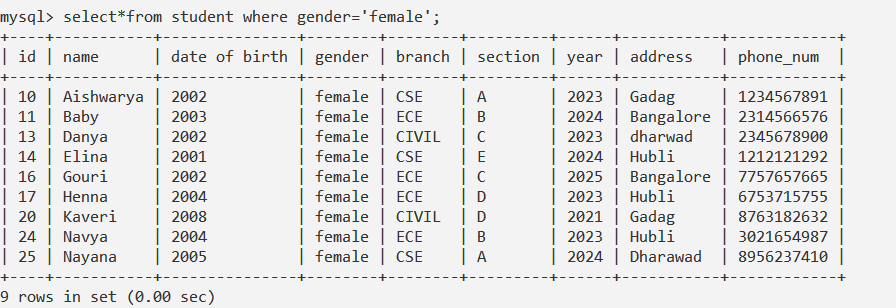 mysql> select*from student where gender='female';
+----+-----------+---------------+--------+--------+---------+------+-----------+------------+
| id | name      | date of birth | gender | branch | section | year | address   | phone_num  |
+----+-----------+---------------+--------+--------+---------+------+-----------+------------+
| 10 | Aishwarya | 2002          | female | CSE    | A       | 2023 | Gadag     | 1234567891 |
| 11 | Baby      | 2003          | female | ECE    | B       | 2024 | Bangalore | 2314566576 |
| 13 | Danya     | 2002          | female | CIVIL  | C       | 2023 | dharwad   | 2345678900 |
| 14 | Elina     | 2001          | female | CSE    | E       | 2024 | Hubli     | 1212121292 |
| 16 | Gouri     | 2002          | female | ECE    | C       | 2025 | Bangalore | 7757657665 |
| 17 | Henna     | 2004          | female | ECE    | D       | 2023 | Hubli     | 6753715755 |
| 20 | Kaveri    | 2008          | female | CIVIL  | D       | 2021 | Gadag     | 8763182632 |
| 24 | Navya     | 2004          | female | ECE    | B       | 2023 | Hubli     | 3021654987 |
| 25 | Nayana    | 2005          | female | CSE    | A       | 2024 | Dharawad  | 8956237410 |
+----+-----------+---------------+--------+--------+---------+------+-----------+------------+
9 rows in set (0.00 sec)